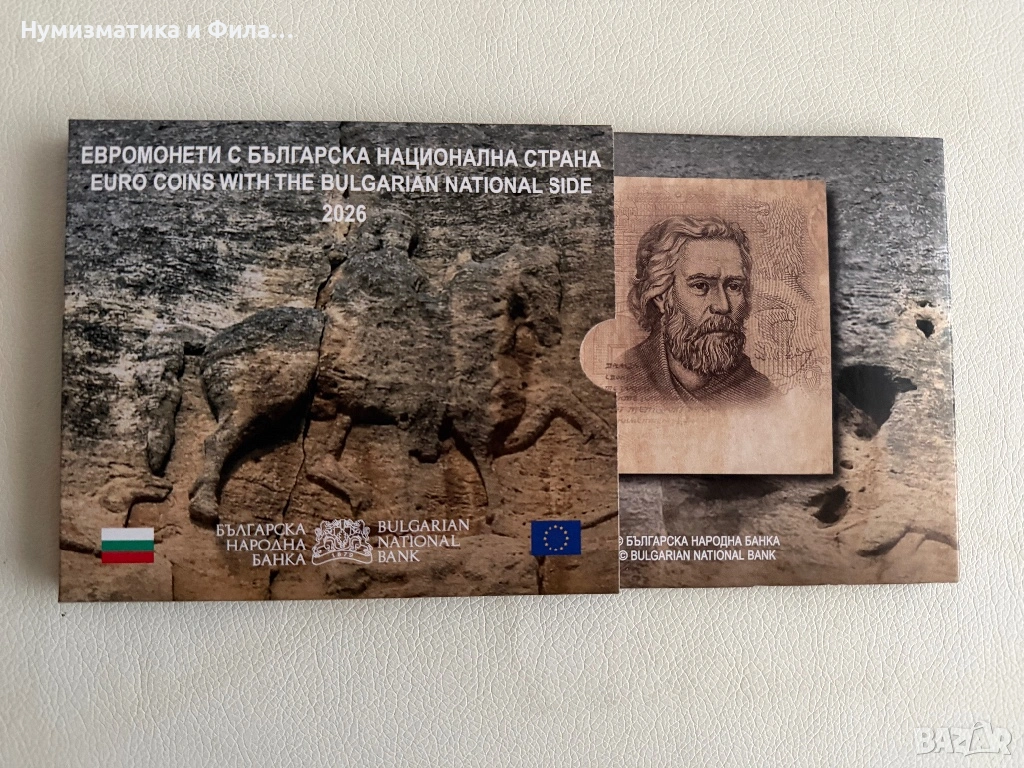 Нумизматика и Фила...
ЕВРОМОНЕТИ С БЪЛГАРСКА НАЦИОНАЛНА СТРАНА
EURO COINS WITH THE BULGARIAN NATIONAL SIDE
2026
БЪЛГАРСКА
НАРОДНА
БАНКА
1879
BULGARIAN
NATIONAL
BANK
© БЪЛГАРСКА НАРОДНА БАНКА
© BULGARIAN NATIONAL BANK
BAZAR